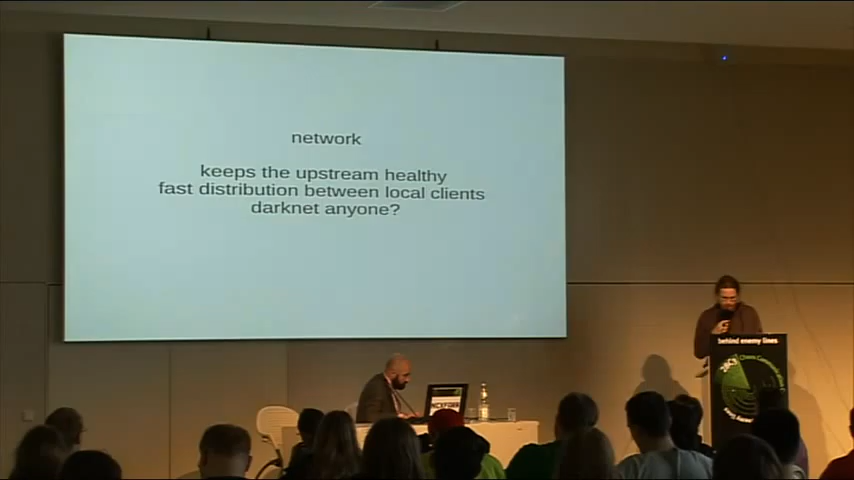 network
keeps the upstream healthy
fast distribution between local clients
darknet anyone?
behind enemy lines